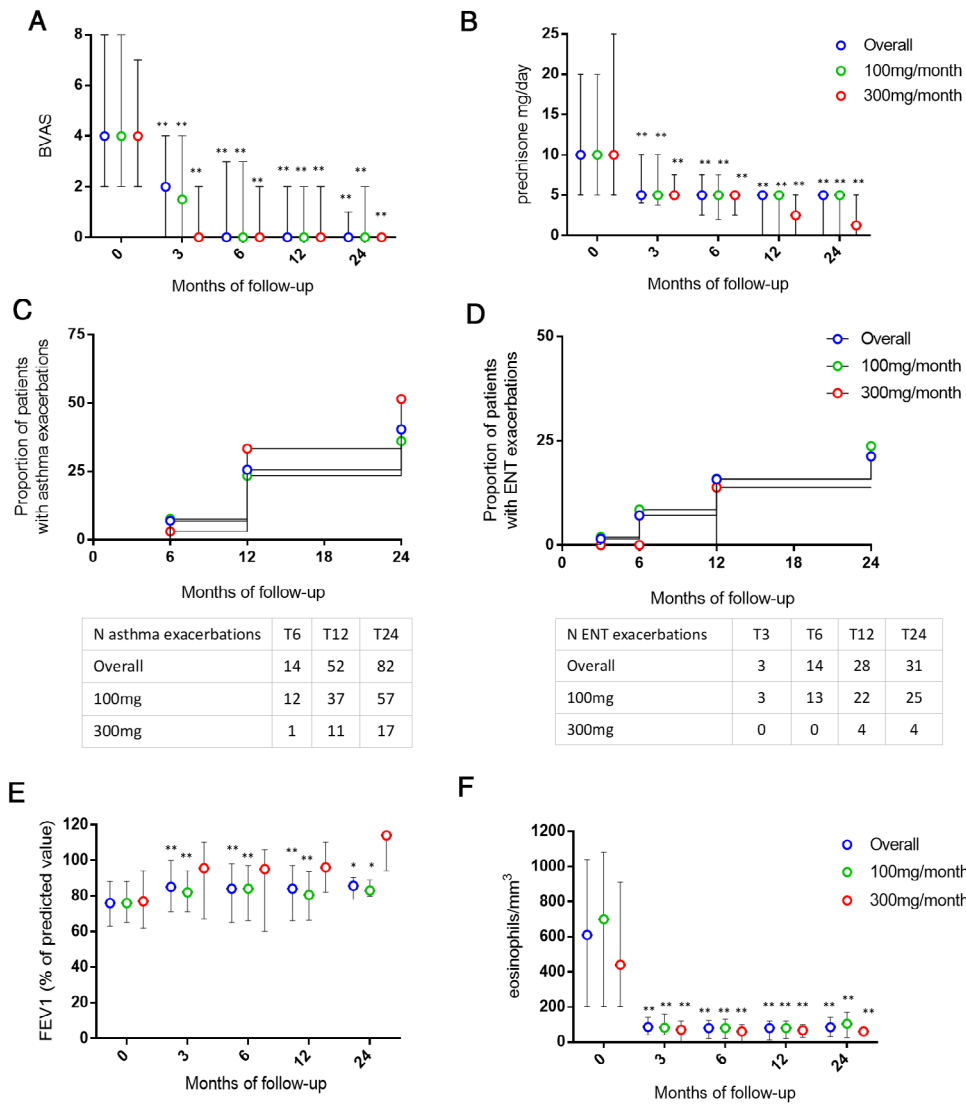 A
BVAS
8
6
4
2
0
** **
**
** **
**
** ** **
*
**
**
0 3 6 12 24
Months of follow-up
B
prednisone mg/day
25
20
15
10
5
0
** **
**
** **
**
** ** **
** ** **
0 3 6 12 24
Months of follow-up
Overall
100mg/month
300mg/month
C
Proportion of patients
with asthma exacerbations
75
50
25
0
0 6 12 18 24
Months of follow-up
D
Proportion of patients
with ENT exacerbations
50
25
0
0 6 12 18 24
Months of follow-up
Overall
100mg/month
300mg/month
N asthma exacerbations T6 T12 T24
Overall 14 52 82
100mg 12 37 57
300mg 1 11 17
N ENT exacerbations T3 T6 T12 T24
Overall 3 14 28 31
100mg 3 13 22 25
300mg 0 0 4 4
E
FEV1 (% of predicted value)
120
100
80
60
40
20
0
** **
** **
** **
* *
0 3 6 12 24
Months of follow-up
F
eosinophils/mm³
1200
1000
800
600
400
200
0
** ** **
** ** **
** ** **
** ** **
0 3 6 12 24
Months of follow-up
Overall
100mg/month
300mg/month